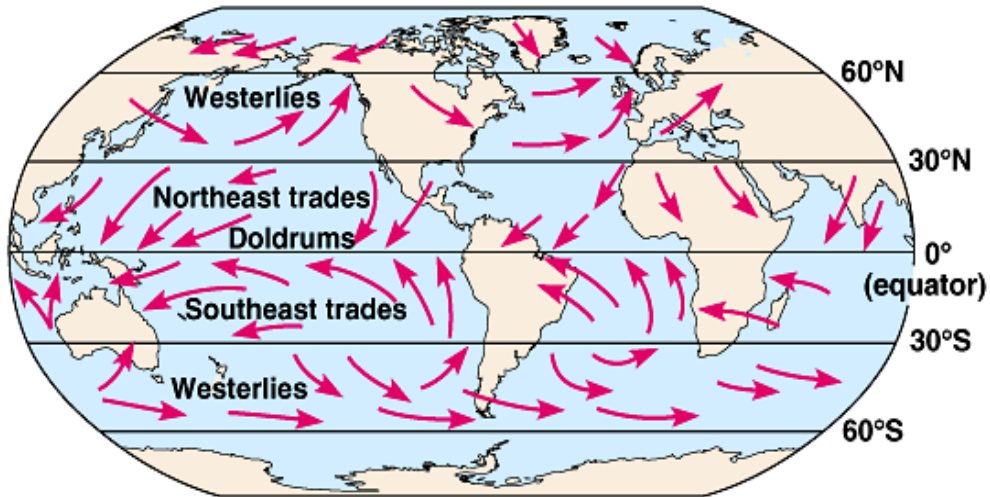 60°N
Westerlies
30°N
Northeast trades
Doldrums
0°
(equator)
Southeast trades
30°S
Westerlies
60°S